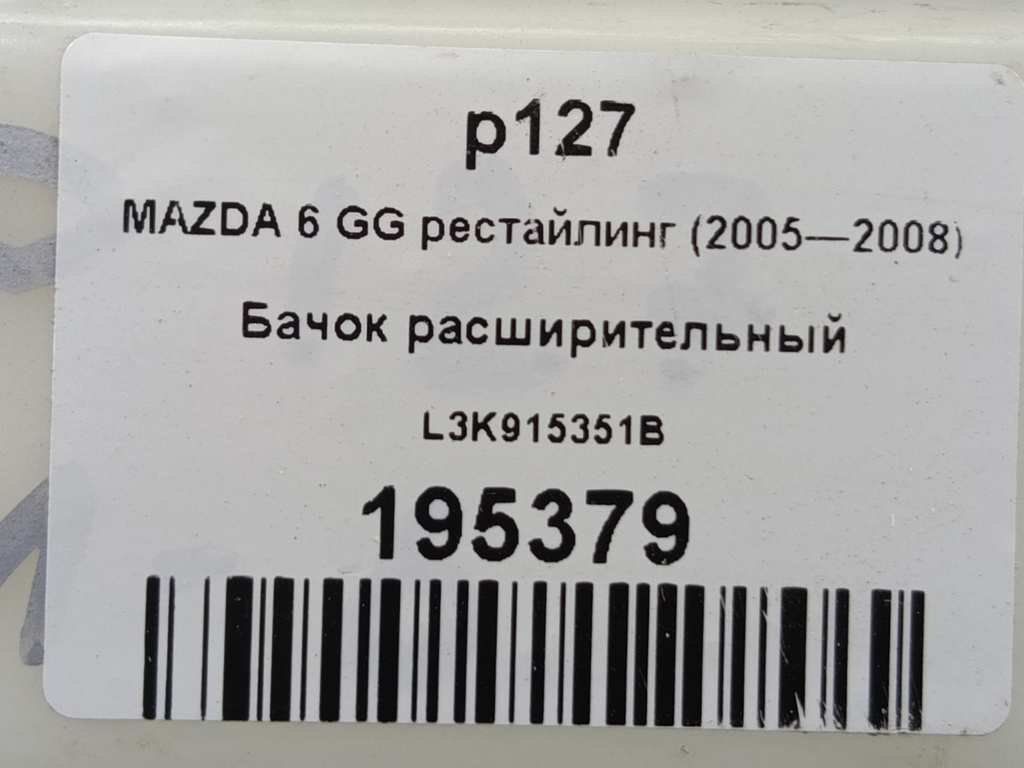 p127
MAZDA 6 GG рестайлинг (2005—2008)
Бачок расширительный
L3K915351B
195379